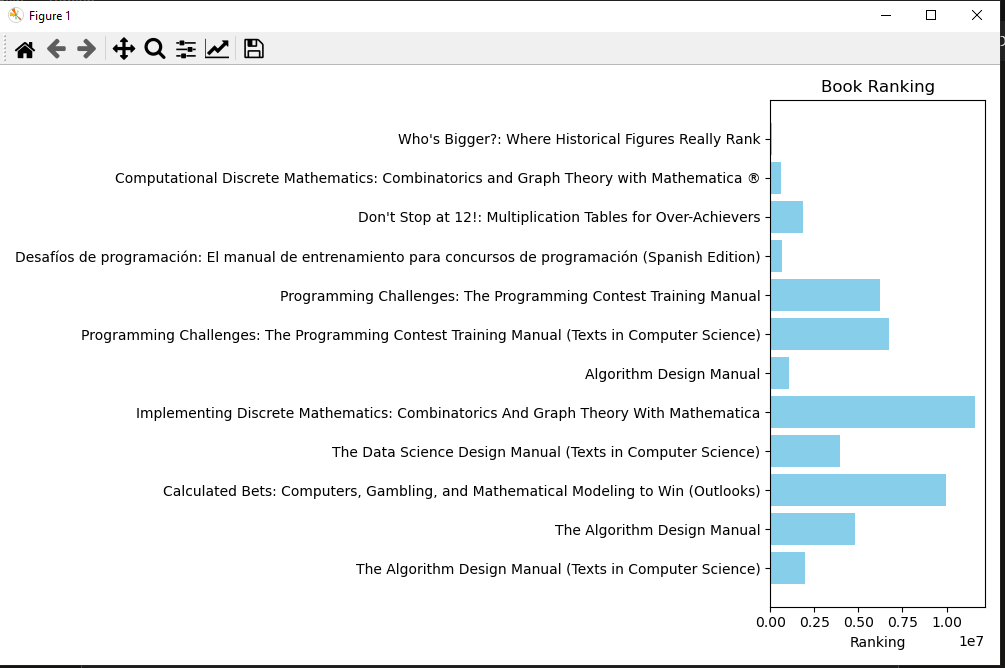 Figure 1
Book Ranking
Who's Bigger?: Where Historical Figures Really Rank
Computational Discrete Mathematics: Combinatorics and Graph Theory with Mathematica ®
Don't Stop at 12!: Multiplication Tables for Over-Achievers
Desafíos de programación: El manual de entrenamiento para concursos de programación (Spanish Edition)
Programming Challenges: The Programming Contest Training Manual
Programming Challenges: The Programming Contest Training Manual (Texts in Computer Science)
Algorithm Design Manual
Implementing Discrete Mathematics: Combinatorics And Graph Theory With Mathematica
The Data Science Design Manual (Texts in Computer Science)
Calculated Bets: Computers, Gambling, and Mathematical Modeling to Win (Outlooks)
The Algorithm Design Manual
The Algorithm Design Manual (Texts in Computer Science)
0.00 0.25 0.50 0.75 1.00
1e7
Ranking